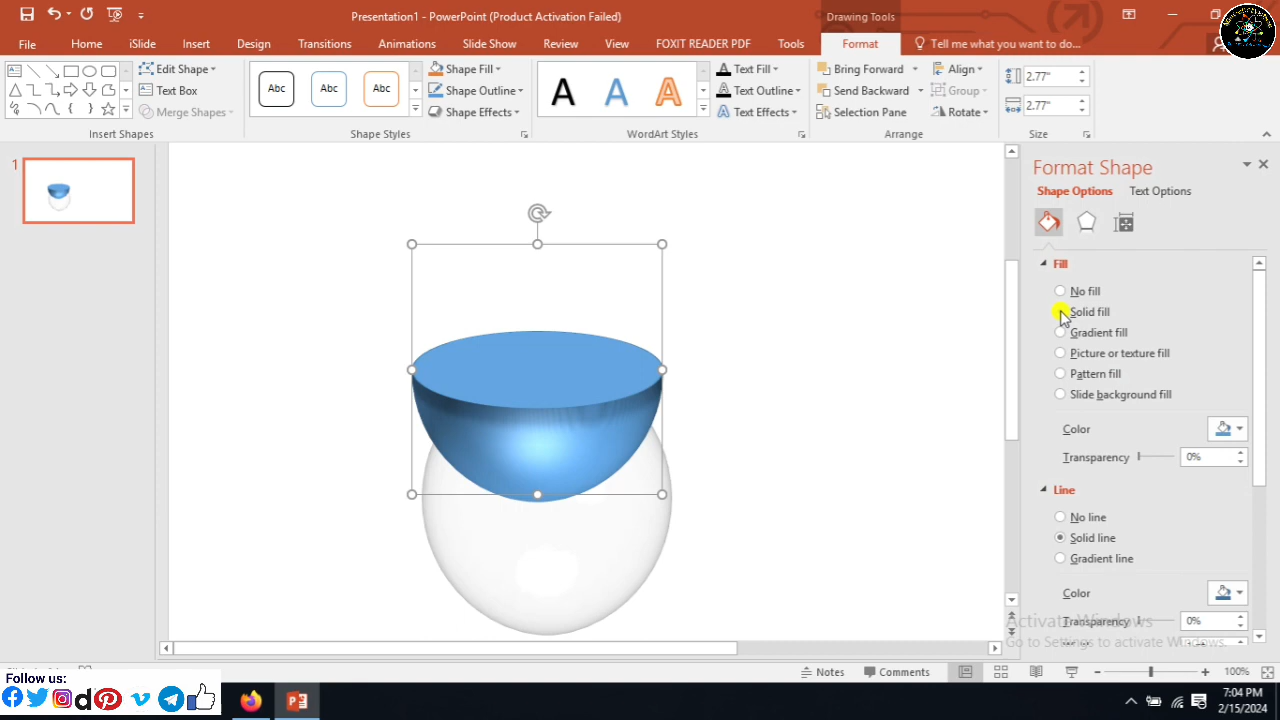 Presentation1 - PowerPoint (Product Activation Failed)
Drawing Tools
File Home iSlide Insert Design Transitions Animations Slide Show Review View FOXIT READER PDF Tools Format Tell me what you want to do...
Edit Shape
Text Box
Merge Shapes
Insert Shapes
Abc Abc Abc
Shape Fill
Shape Outline
Shape Effects
Shape Styles
A A A
Text Fill
Text Outline
Text Effects
WordArt Styles
Bring Forward
Send Backward
Selection Pane
Align
Group
Rotate
Arrange
2.77"
2.77"
Size
1
Format Shape
Shape Options Text Options
Fill
No fill
Solid fill
Gradient fill
Picture or texture fill
Pattern fill
Slide background fill
Color
Transparency 0%
Line
No line
Solid line
Gradient line
Color
Transparency 0%
Activate Windows
Go to Settings to activate Windows.
Notes Comments 100%
Follow us:
7:04 PM
2/15/2024